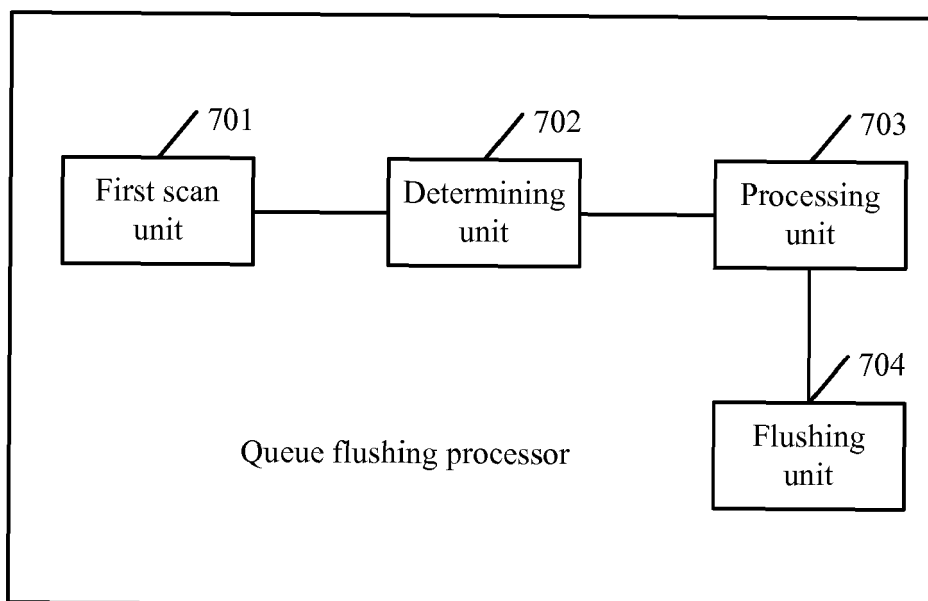 701
702
703
First scan
unit
Determining
unit
Processing
unit
704
Flushing
unit
Queue flushing processor